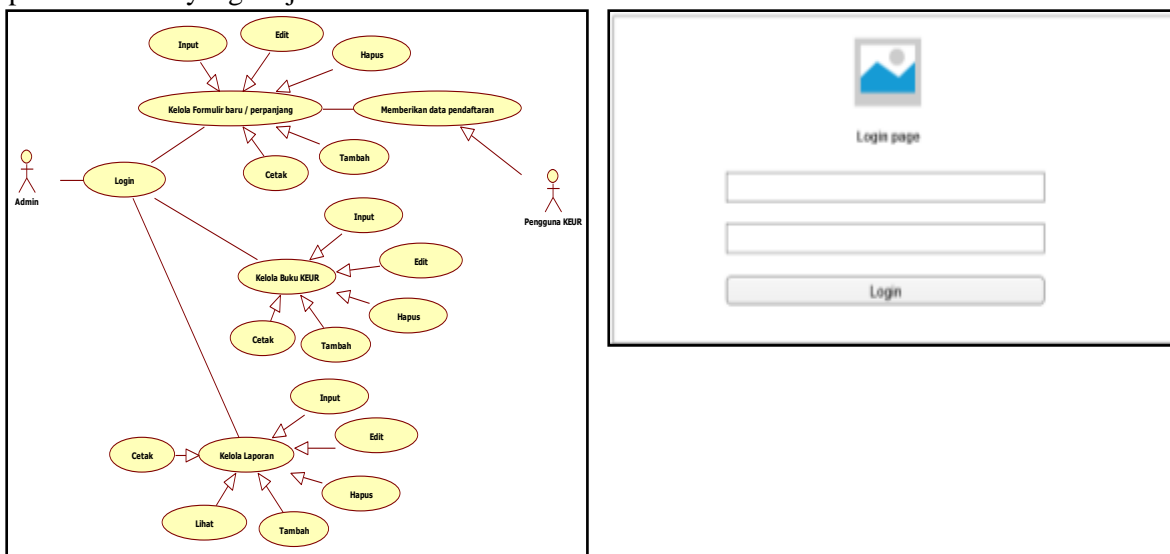 Input
Edit
Hapus
Kelola Formulir baru / perpanjang
Memberikan data pendaftaran
Cetak
Tambah
Admin
Login
Pengguna KEUR
Input
Edit
Kelola Buku KEUR
Hapus
Cetak
Tambah
Input
Edit
Cetak
Kelola Laporan
Hapus
Lihat
Tambah
Login page
Login